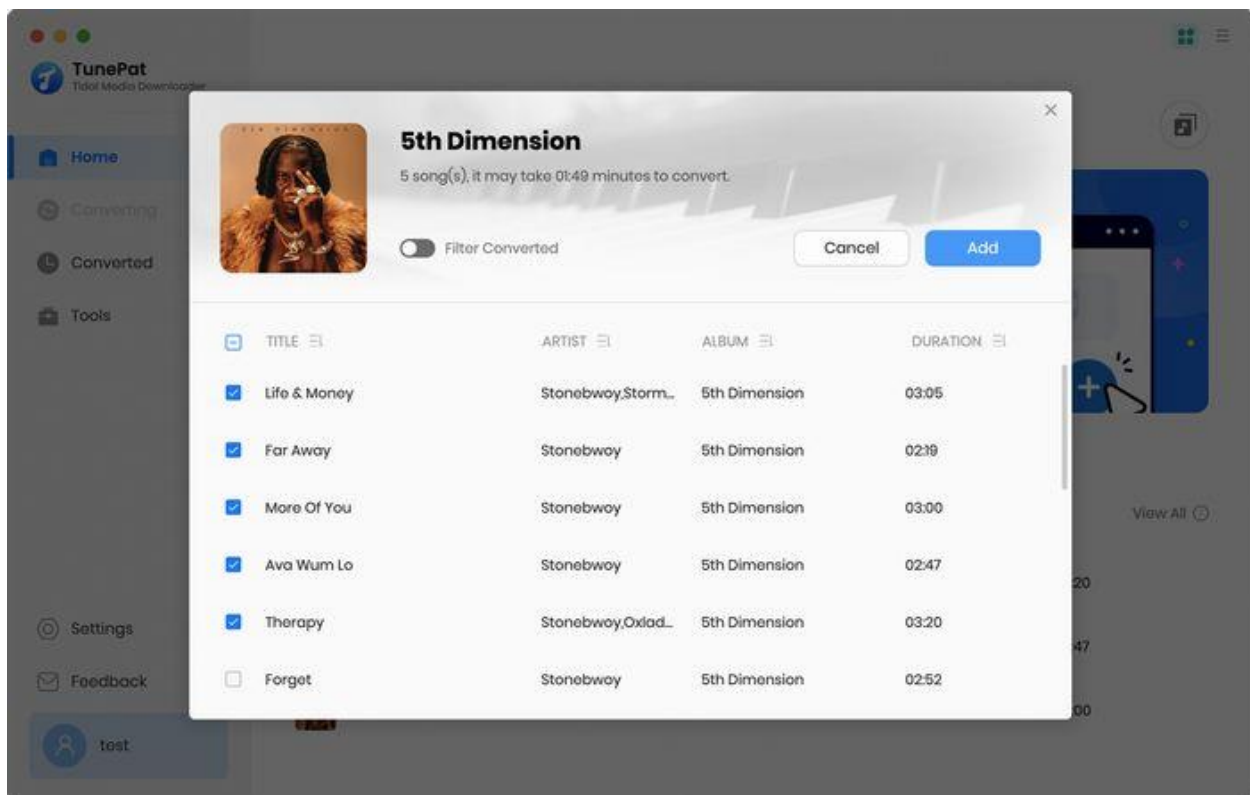 TunePat
Tidal Media Downloader
Home
Converting
Converted
Tools
Settings
Feedback
test
5th Dimension
5 song(s), it may take 01:49 minutes to convert.
Filter Converted
Cancel
Add
TITLE ARTIST ALBUM DURATION
Life & Money Stonebwoy,Storm... 5th Dimension 03:05
Far Away Stonebwoy 5th Dimension 02:19
More Of You Stonebwoy 5th Dimension 03:00
Ava Wum Lo Stonebwoy 5th Dimension 02:47
Therapy Stonebwoy,Oxlad... 5th Dimension 03:20
Forget Stonebwoy 5th Dimension 02:52
View All
:20
:47
:00